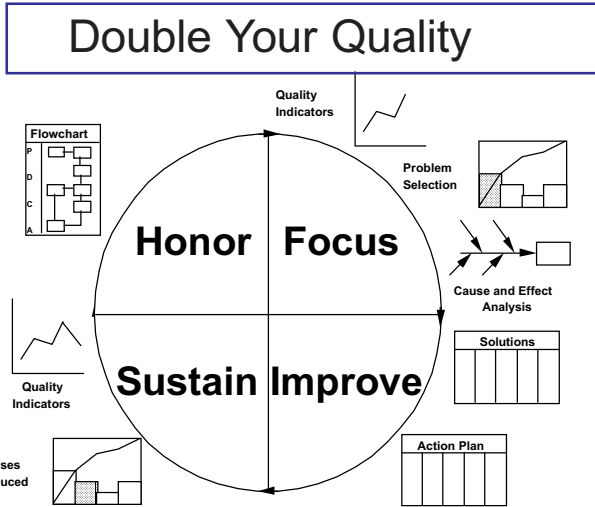 Double Your Quality
Quality
Indicators
Flowchart
P
D
C
A
Problem
Selection
Honor
Focus
Cause and Effect
Analysis
Solutions
Quality
Indicators
Sustain
Improve
Action Plan